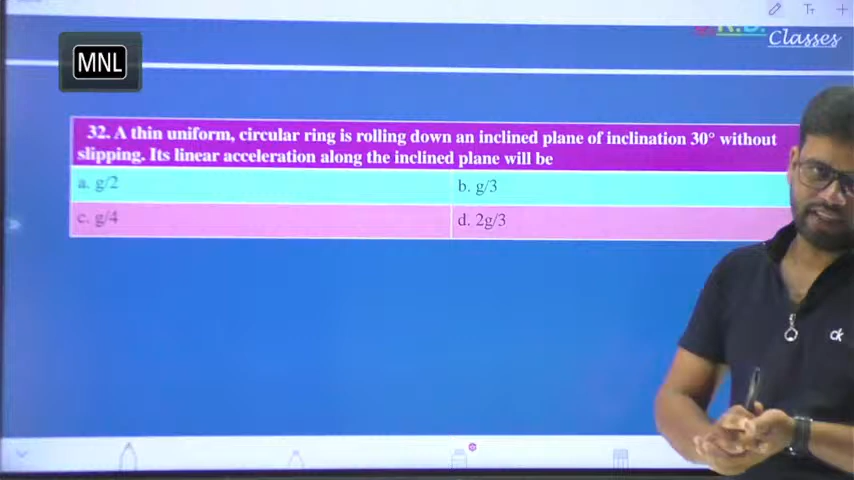 Classes
MNL
32. A thin uniform, circular ring is rolling down an inclined plane of inclination 30° without
slipping. Its linear acceleration along the inclined plane will be
a. g/2
b. g/3
c. g/4
d. 2g/3
ck